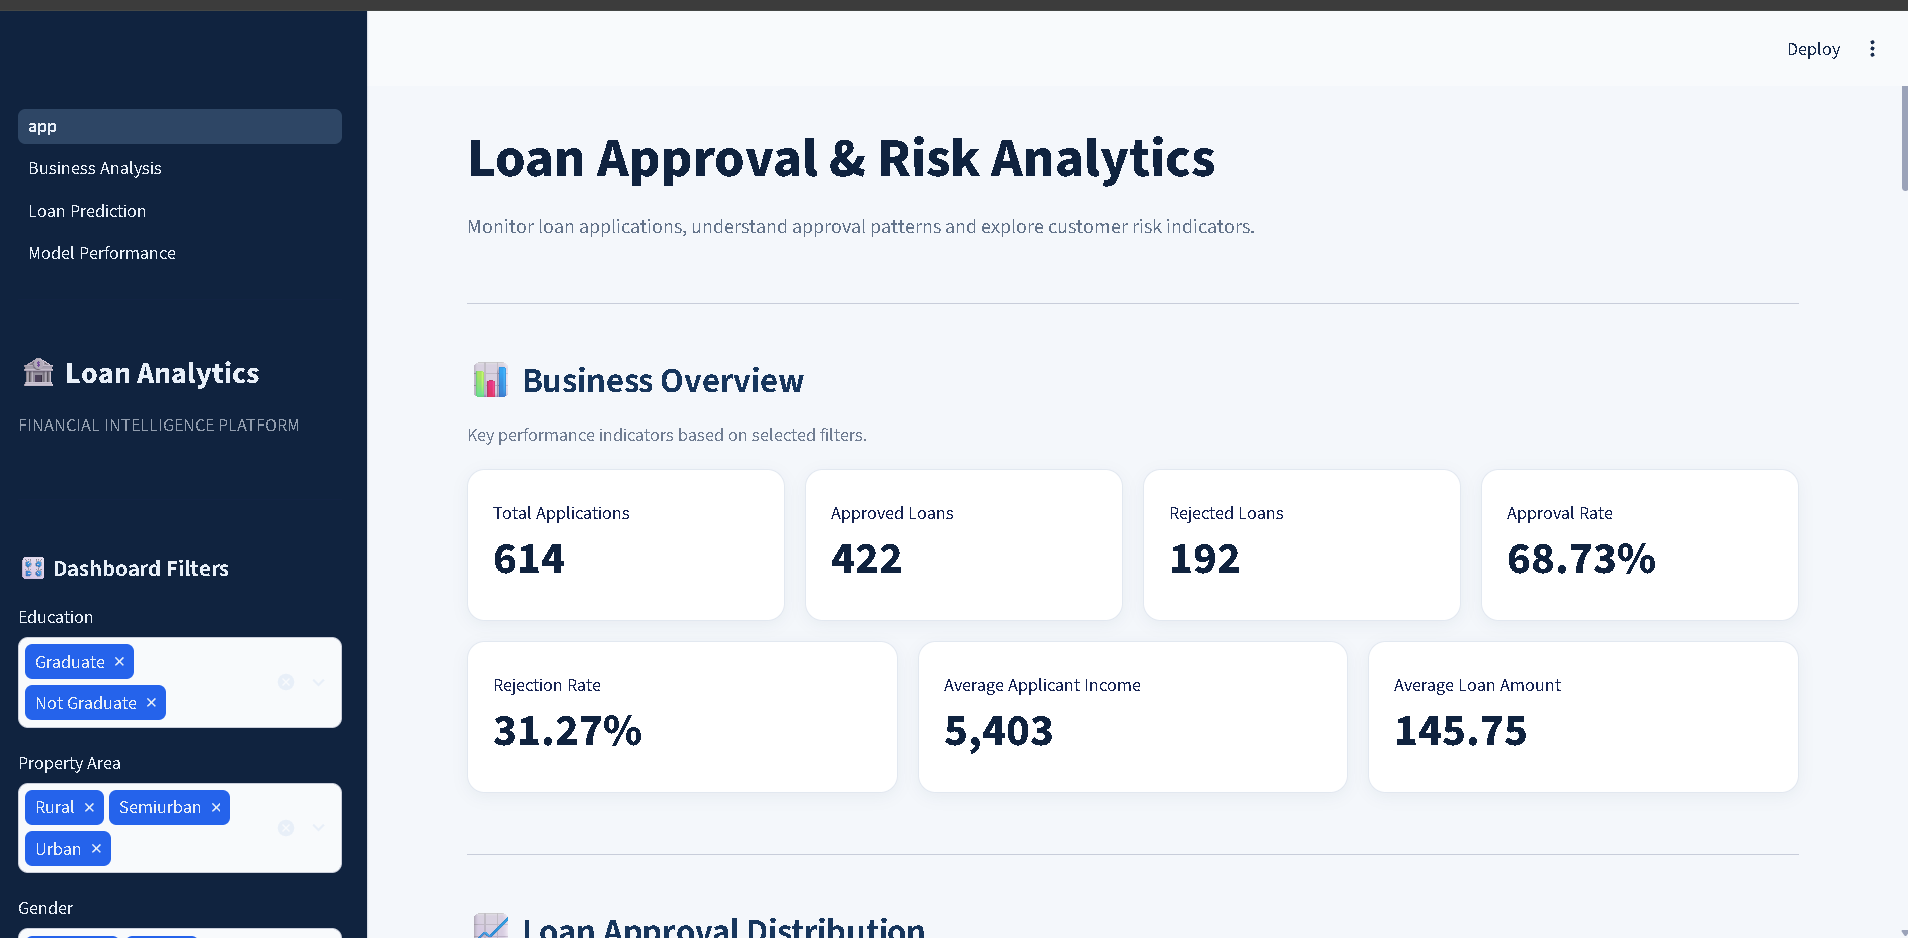 app
Business Analysis
Loan Prediction
Model Performance
Loan Analytics
FINANCIAL INTELLIGENCE PLATFORM
Dashboard Filters
Education
Graduate
Not Graduate
Property Area
Rural Semiurban
Urban
Gender
Deploy
Loan Approval & Risk Analytics
Monitor loan applications, understand approval patterns and explore customer risk indicators.
Business Overview
Key performance indicators based on selected filters.
Total Applications
614
Approved Loans
422
Rejected Loans
192
Approval Rate
68.73%
Rejection Rate
31.27%
Average Applicant Income
5,403
Average Loan Amount
145.75
Loan Approval Distribution